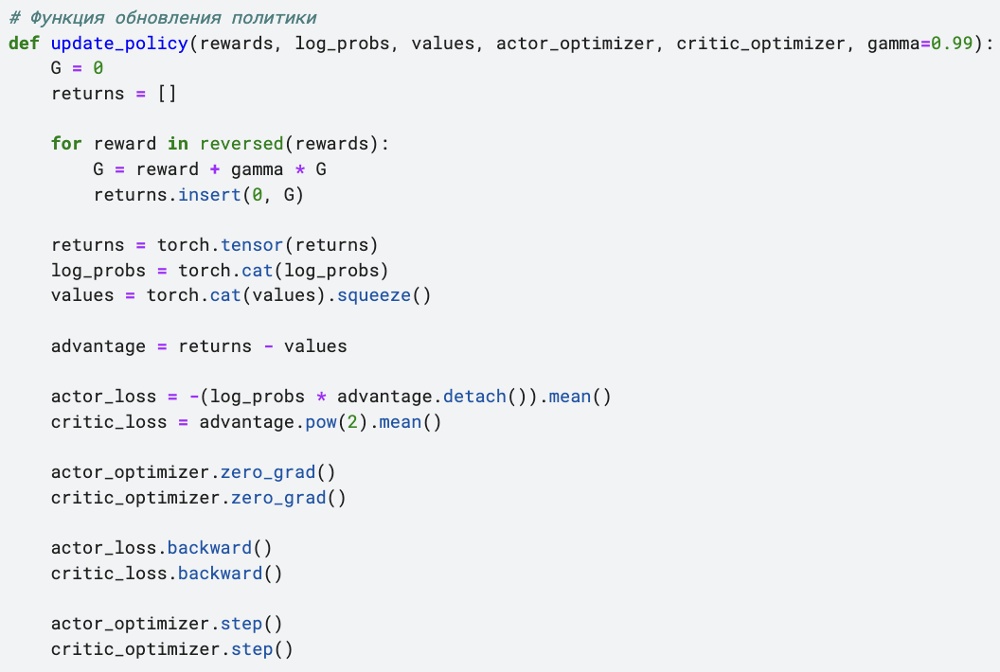 # Функция обновления политики
def update_policy(rewards, log_probs, values, actor_optimizer, critic_optimizer, gamma=0.99):
    G = 0
    returns = []

    for reward in reversed(rewards):
        G = reward + gamma * G
        returns.insert(0, G)

    returns = torch.tensor(returns)
    log_probs = torch.cat(log_probs)
    values = torch.cat(values).squeeze()

    advantage = returns - values

    actor_loss = -(log_probs * advantage.detach()).mean()
    critic_loss = advantage.pow(2).mean()

    actor_optimizer.zero_grad()
    critic_optimizer.zero_grad()

    actor_loss.backward()
    critic_loss.backward()

    actor_optimizer.step()
    critic_optimizer.step()